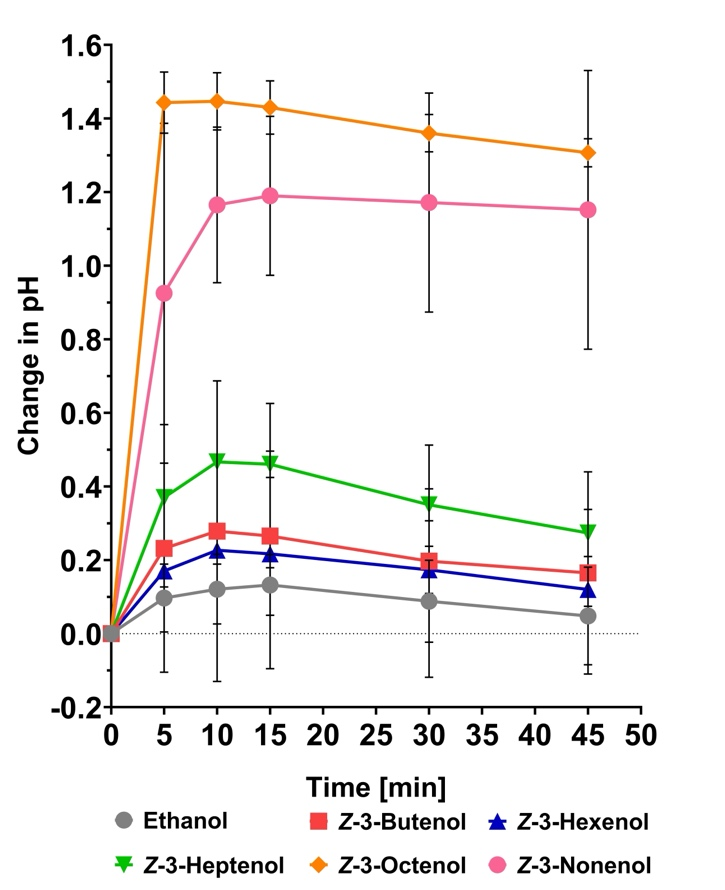 1.6
1.4
1.2
1.0
0.8
0.6
0.4
0.2
0.0
-0.2
Change in pH
0 5 10 15 20 25 30 35 40 45 50
Time [min]
Ethanol Z-3-Butenol Z-3-Hexenol
Z-3-Heptenol Z-3-Octenol Z-3-Nonenol